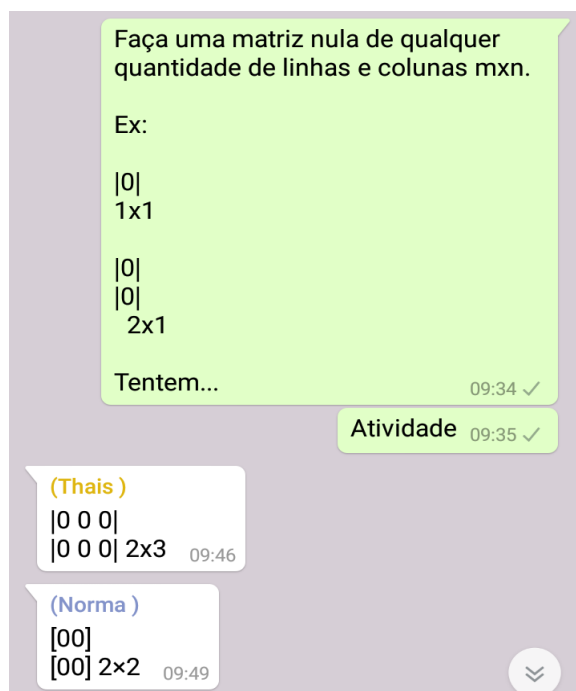 Faça uma matriz nula de qualquer
quantidade de linhas e colunas mxn.
Ex:
|0|
1x1
|0|
|0|
2x1
Tentem...
09:34
Atividade 09:35
(Thais )
|0 0 0|
|0 0 0| 2x3 09:46
(Norma )
[00]
[00] 2×2 09:49